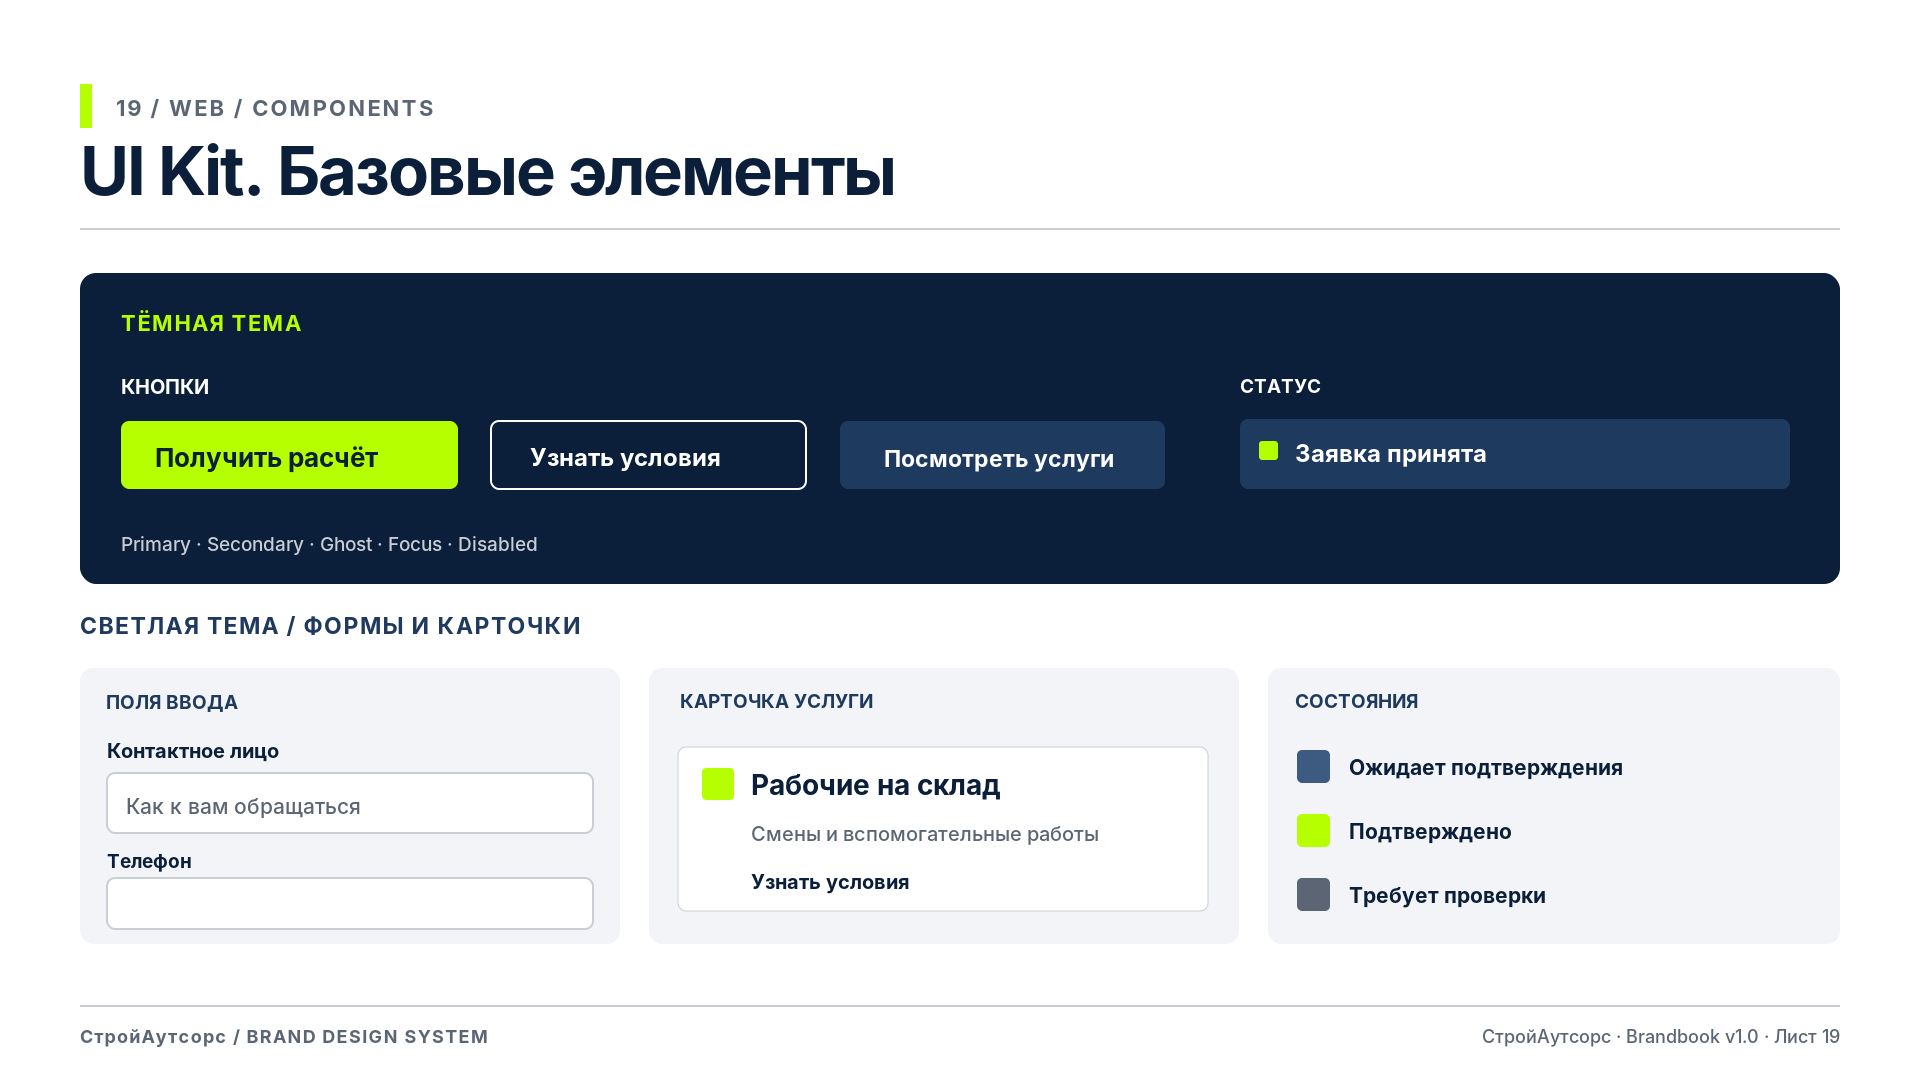 19 / WEB / COMPONENTS
UI Kit. Базовые элементы
ТЁМНАЯ ТЕМА
КНОПКИ
Получить расчёт
Узнать условия
Посмотреть услуги
СТАТУС
Заявка принята
Primary · Secondary · Ghost · Focus · Disabled
СВЕТЛАЯ ТЕМА / ФОРМЫ И КАРТОЧКИ
ПОЛЯ ВВОДА
Контактное лицо
Как к вам обращаться
Телефон
КАРТОЧКА УСЛУГИ
Рабочие на склад
Смены и вспомогательные работы
Узнать условия
СОСТОЯНИЯ
Ожидает подтверждения
Подтверждено
Требует проверки
СтройАутсорс / BRAND DESIGN SYSTEM
СтройАутсорс · Brandbook v1.0 · Лист 19